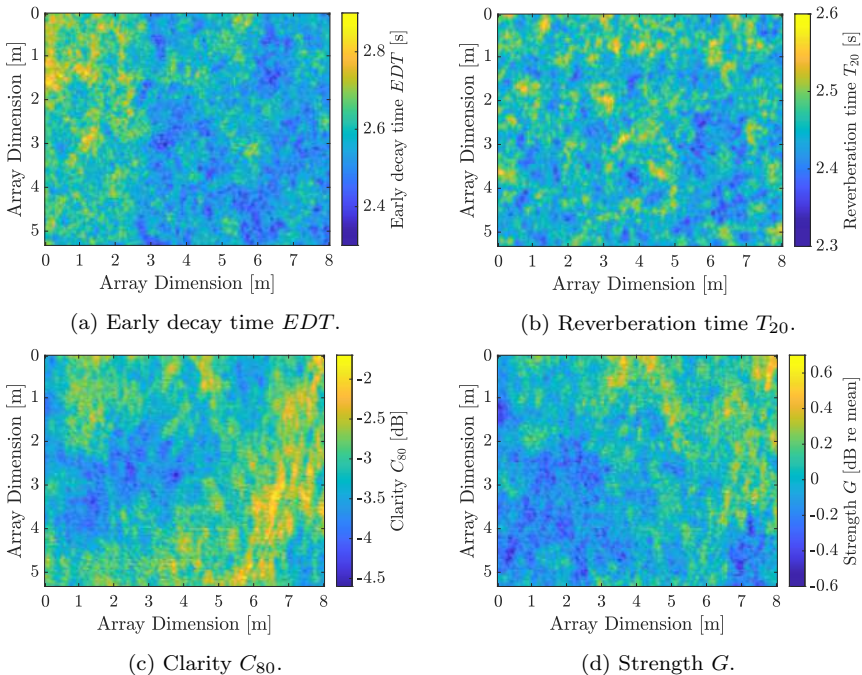 0
1
2
3
4
5
Array Dimension [m]
0 1 2 3 4 5 6 7 8
Array Dimension [m]
2.8
2.6
2.4
Early decay time EDT [s]
(a) Early decay time EDT.
0
1
2
3
4
5
Array Dimension [m]
0 1 2 3 4 5 6 7 8
Array Dimension [m]
2.6
2.5
2.4
2.3
Reverberation time T20 [s]
(b) Reverberation time T20.
0
1
2
3
4
5
Array Dimension [m]
0 1 2 3 4 5 6 7 8
Array Dimension [m]
-2
-2.5
-3
-3.5
-4
-4.5
Clarity C80 [dB]
(c) Clarity C80.
0
1
2
3
4
5
Array Dimension [m]
0 1 2 3 4 5 6 7 8
Array Dimension [m]
0.6
0.4
0.2
0
-0.2
-0.4
-0.6
Strength G [dB re mean]
(d) Strength G.